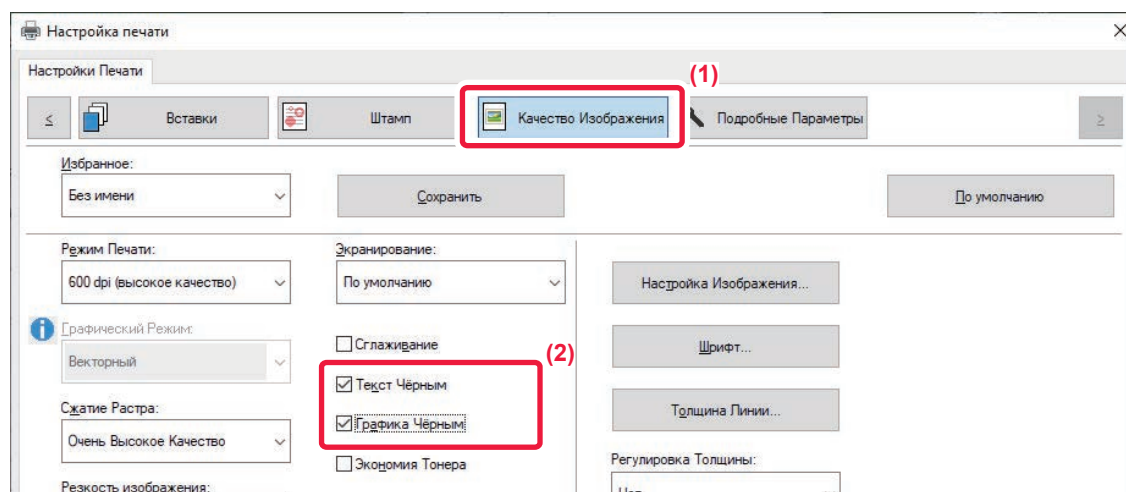 Настройка печати
Настройки Печати
(1)
<
Вставки
Штамп
Качество Изображения
Подробные Параметры
>
Избранное:
Без имени
Сохранить
По умолчанию
Режим Печати:
Экранирование:
600 dpi (высокое качество)
По умолчанию
Настройка Изображения...
Графический Режим:
Векторный
Сглаживание
(2)
Шрифт...
Текст Чёрным
Сжатие Растра:
Графика Чёрным
Толщина Линии...
Очень Высокое Качество
Экономия Тонера
Регулировка Толщины:
Резкость изображения: